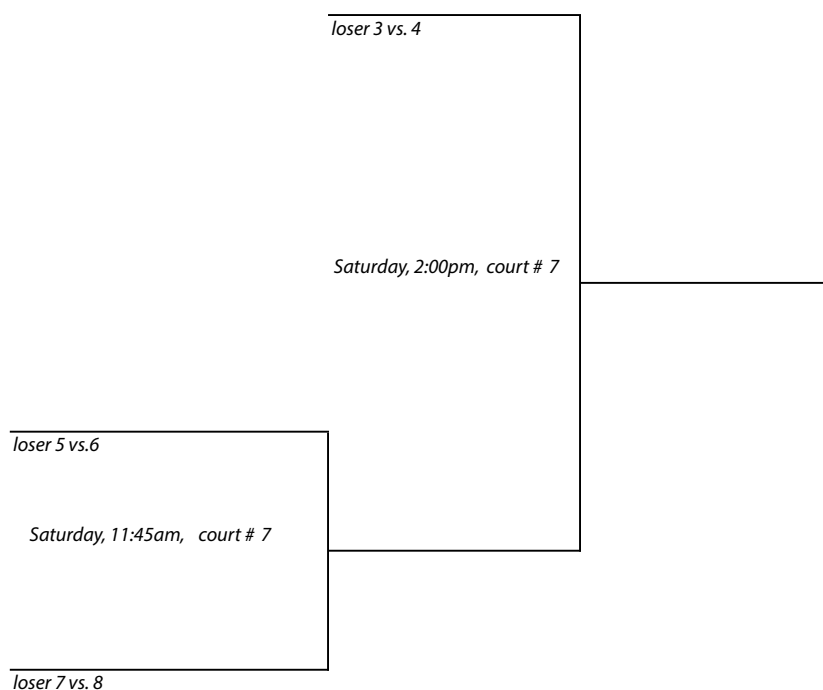 loser 3 vs. 4
Saturday, 2:00pm, court # 7
loser 5 vs.6
Saturday, 11:45am, court # 7
loser 7 vs. 8